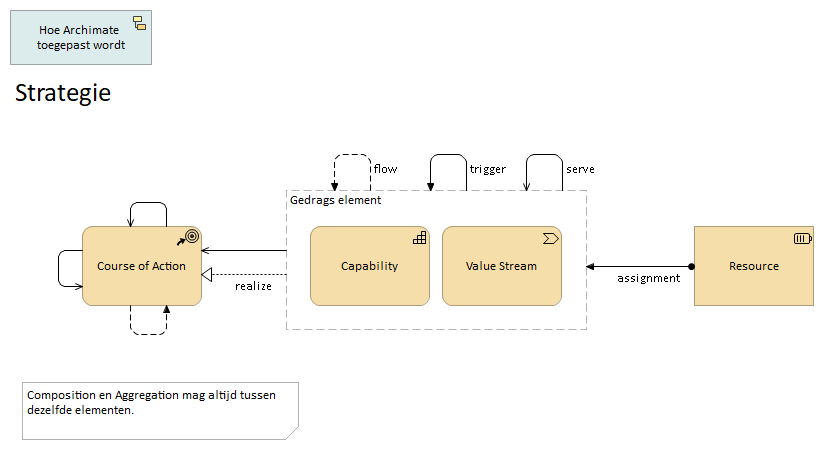 Hoe Archimate
toegepast wordt
Strategie
flow
trigger
serve
Gedrags element
Course of Action
Capability
Value Stream
Resource
realize
assignment
Composition en Aggregation mag altijd tussen
dezelfde elementen.